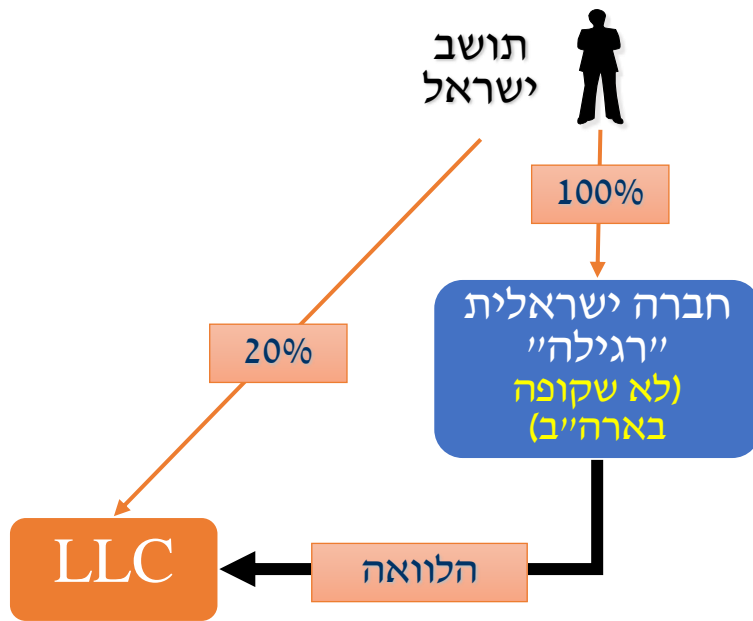 תושב
ישראל
100%
חברה ישראלית
״רגילה״
(לא שקופה
בארה״ב)
20%
LLC
הלוואה